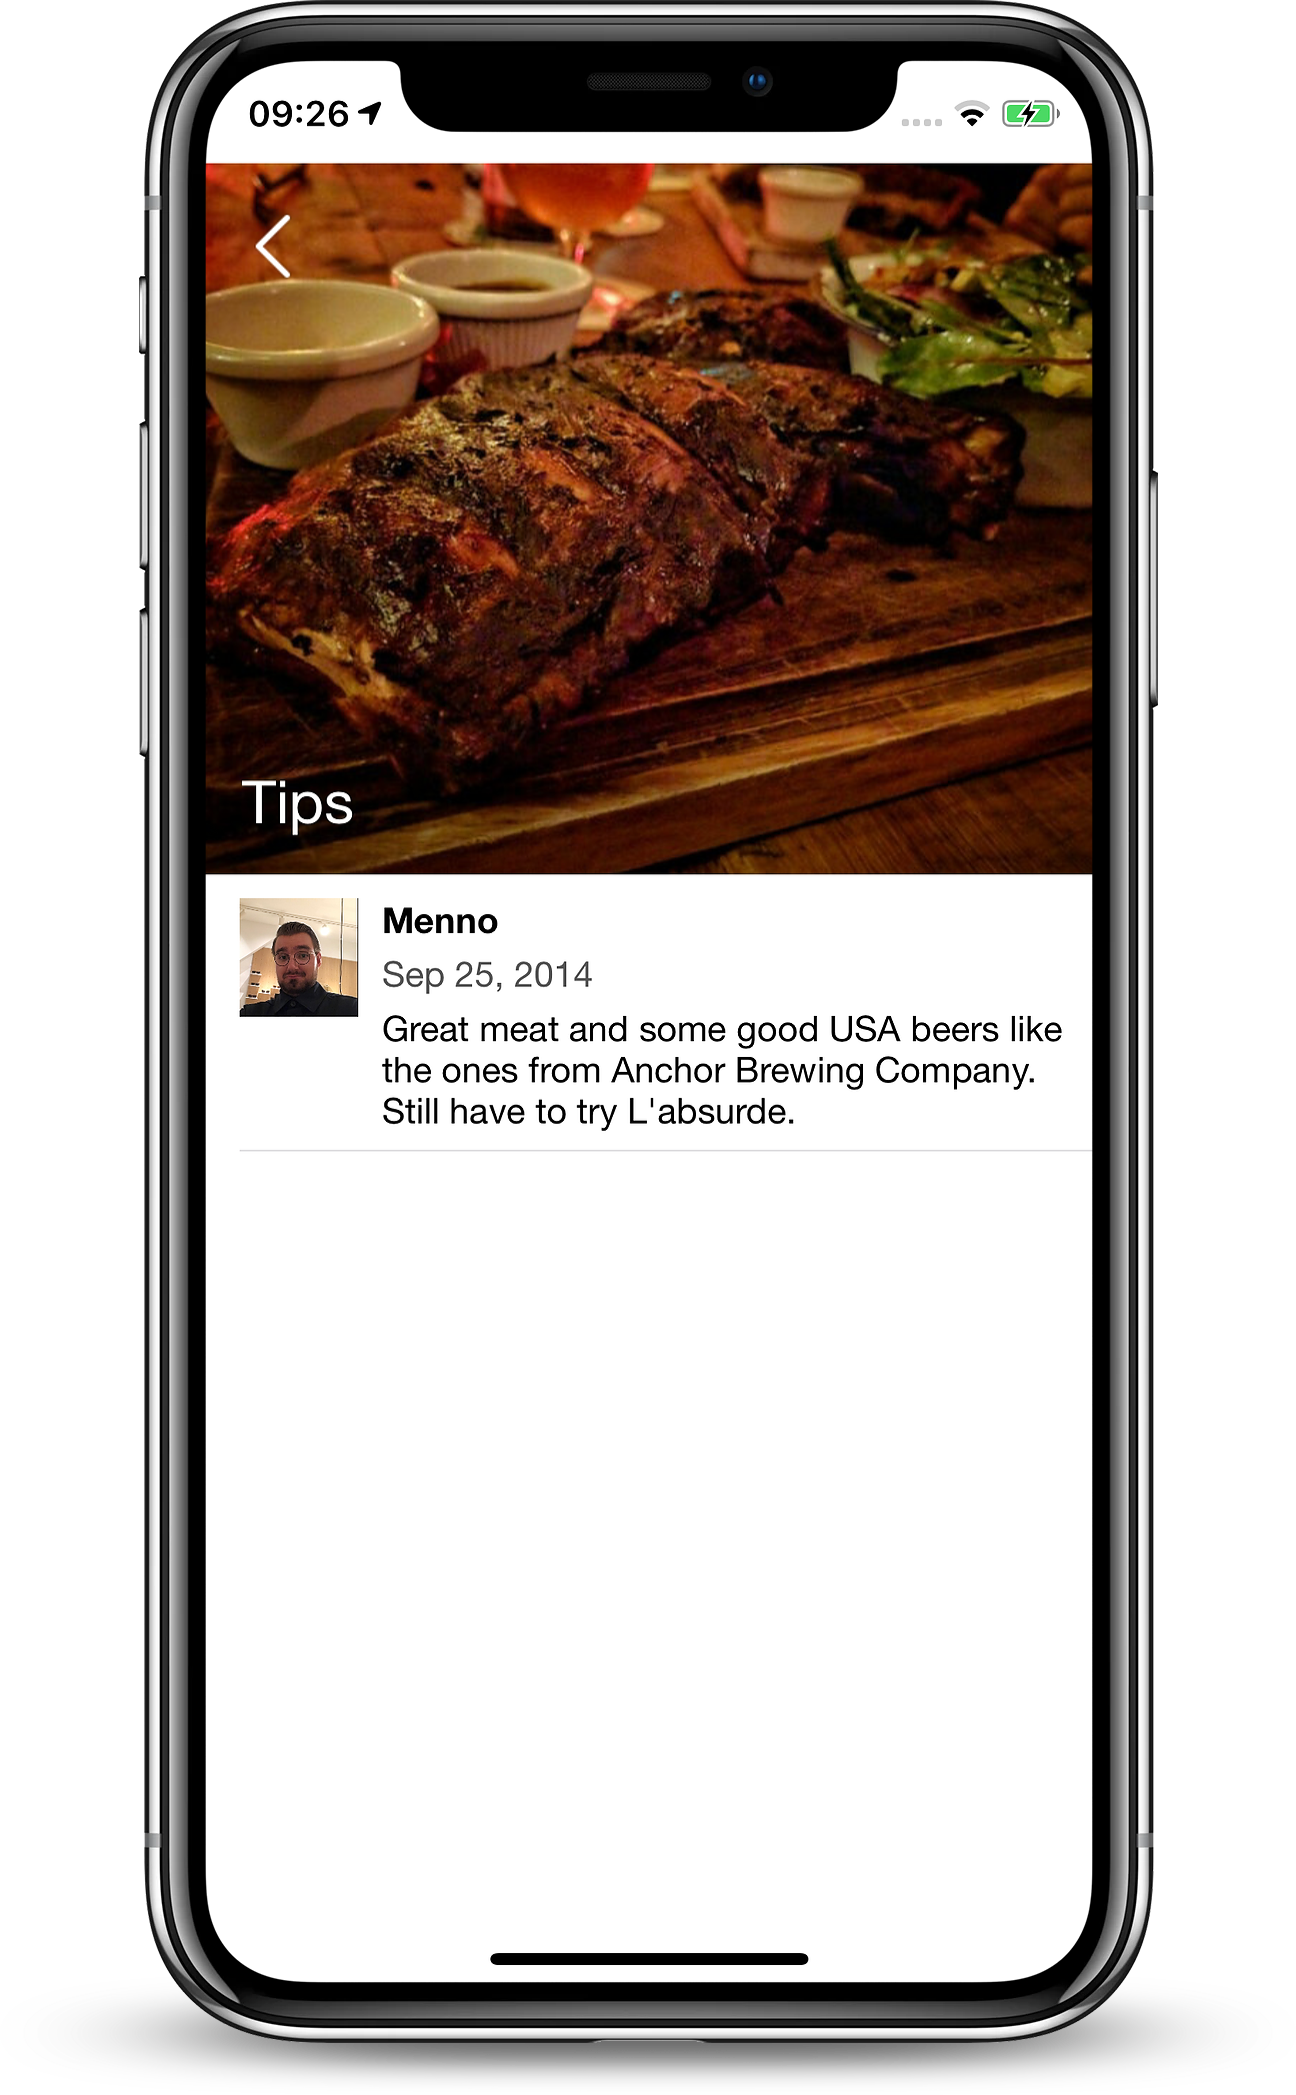 09:26
Tips
Menno
Sep 25, 2014
Great meat and some good USA beers like
the ones from Anchor Brewing Company.
Still have to try L'absurde.